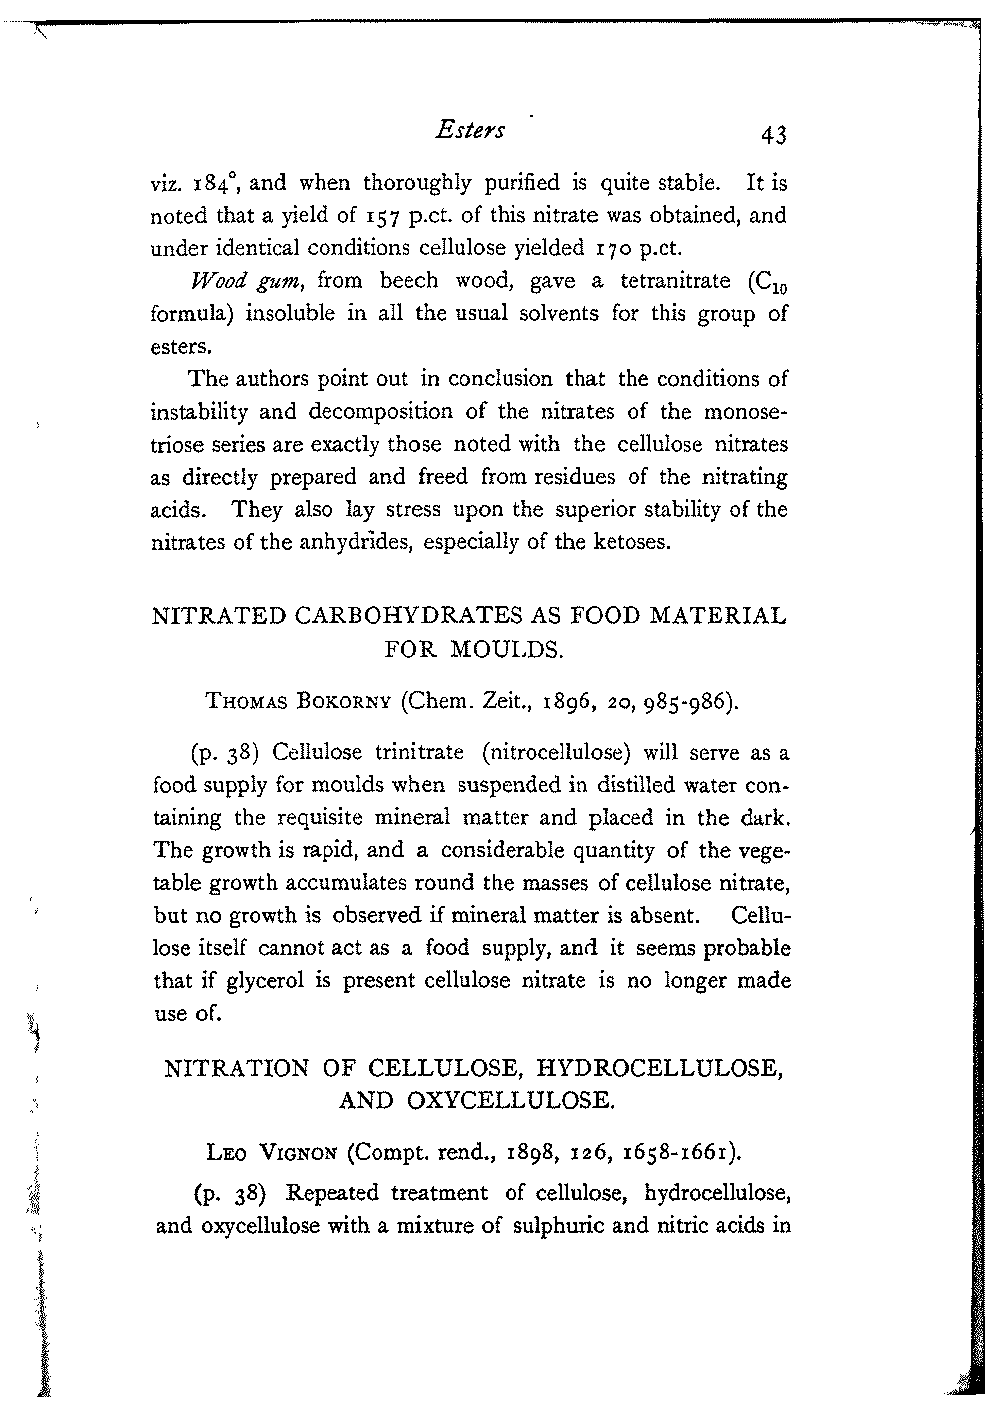 Esters 43
viz. 184°, and when thoroughly purified is quite stable. It is
noted that a yield of 157 p.ct. of this nitrate was obtained, and
under identical conditions cellulose yielded 170 p.ct.
Wood gum, from beech wood, gave a tetranitrate (C₁₀
formula) insoluble in all the usual solvents for this group of
esters.
The authors point out in conclusion that the conditions of
instability and decomposition of the nitrates of the monose-
triose series are exactly those noted with the cellulose nitrates
as directly prepared and freed from residues of the nitrating
acids. They also lay stress upon the superior stability of the
nitrates of the anhydrides, especially of the ketoses.
NITRATED CARBOHYDRATES AS FOOD MATERIAL
FOR MOULDS.
THOMAS BOKORNY (Chem. Zeit., 1896, 20, 985-986).
(p. 38) Cellulose trinitrate (nitrocellulose) will serve as a
food supply for moulds when suspended in distilled water con-
taining the requisite mineral matter and placed in the dark.
The growth is rapid, and a considerable quantity of the vege-
table growth accumulates round the masses of cellulose nitrate,
but no growth is observed if mineral matter is absent. Cellu-
lose itself cannot act as a food supply, and it seems probable
that if glycerol is present cellulose nitrate is no longer made
use of.
NITRATION OF CELLULOSE, HYDROCELLULOSE,
AND OXYCELLULOSE.
LEO VIGNON (Compt. rend., 1898, 126, 1658-1661).
(p. 38) Repeated treatment of cellulose, hydrocellulose,
and oxycellulose with a mixture of sulphuric and nitric acids in